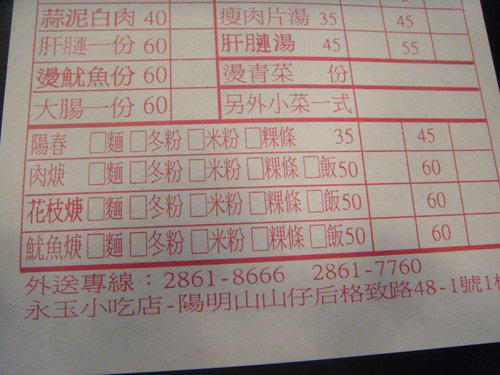 蒜泥白肉 40 瘦肉片湯 35 45
肝膷一份 60 肝膷湯 45 55
燙魷魚份 60 燙青菜 份
大腸一份 60 另外小菜一式
陽春 □麵 □冬粉 □米粉 □粿條 35 45
肉焿 □麵 □冬粉 □米粉 □粿條 □飯50 60
花枝焿 □麵 □冬粉 □米粉 □粿條 □飯50 60
魷魚焿 □麵 □冬粉 □米粉 □粿條 □飯50 60
外送專線：2861-8666 2861-7760
永玉小吃店-陽明山山仔后格致路48-1號1